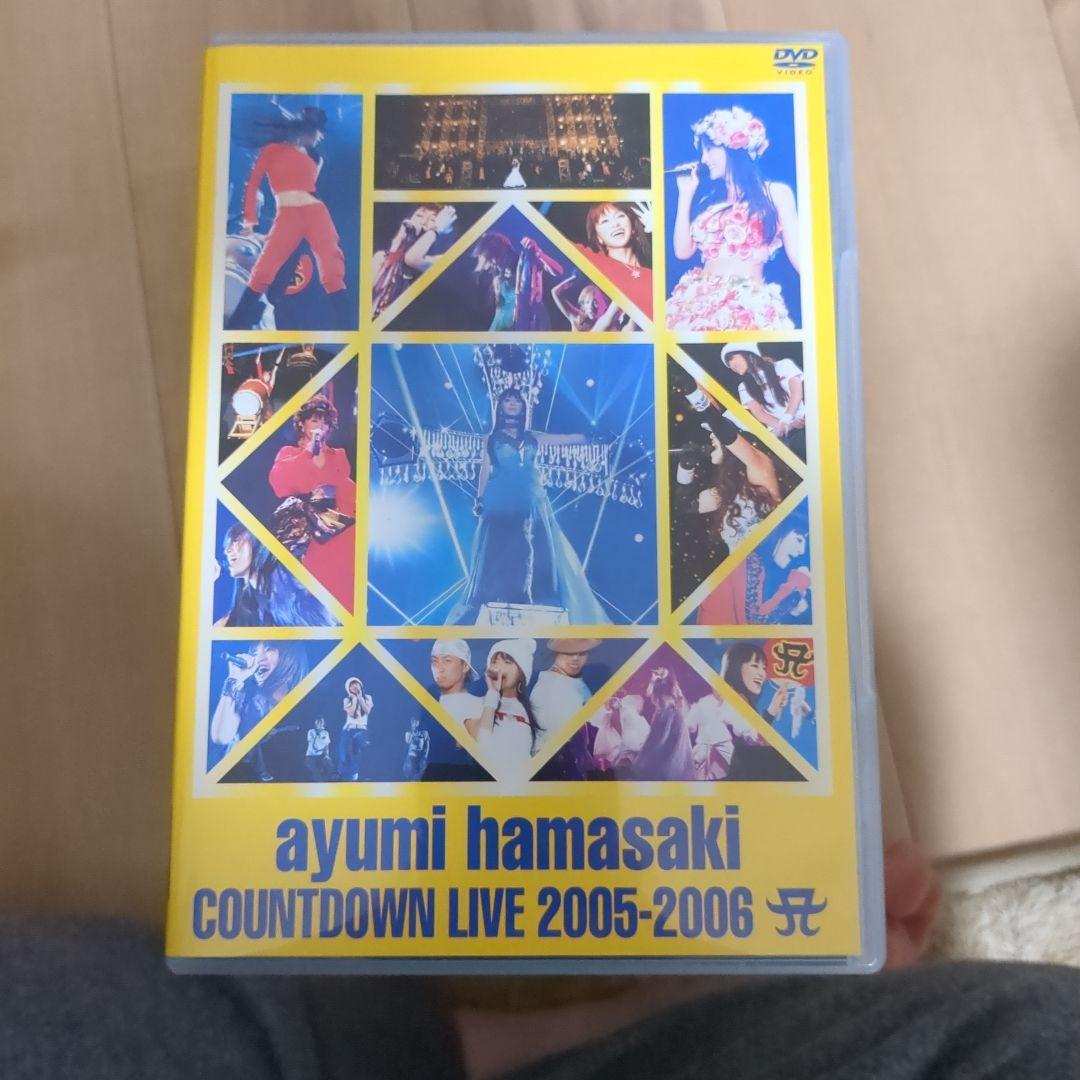 DVD
VIDEO
ayumi hamasaki
COUNTDOWN LIVE 2005-2006